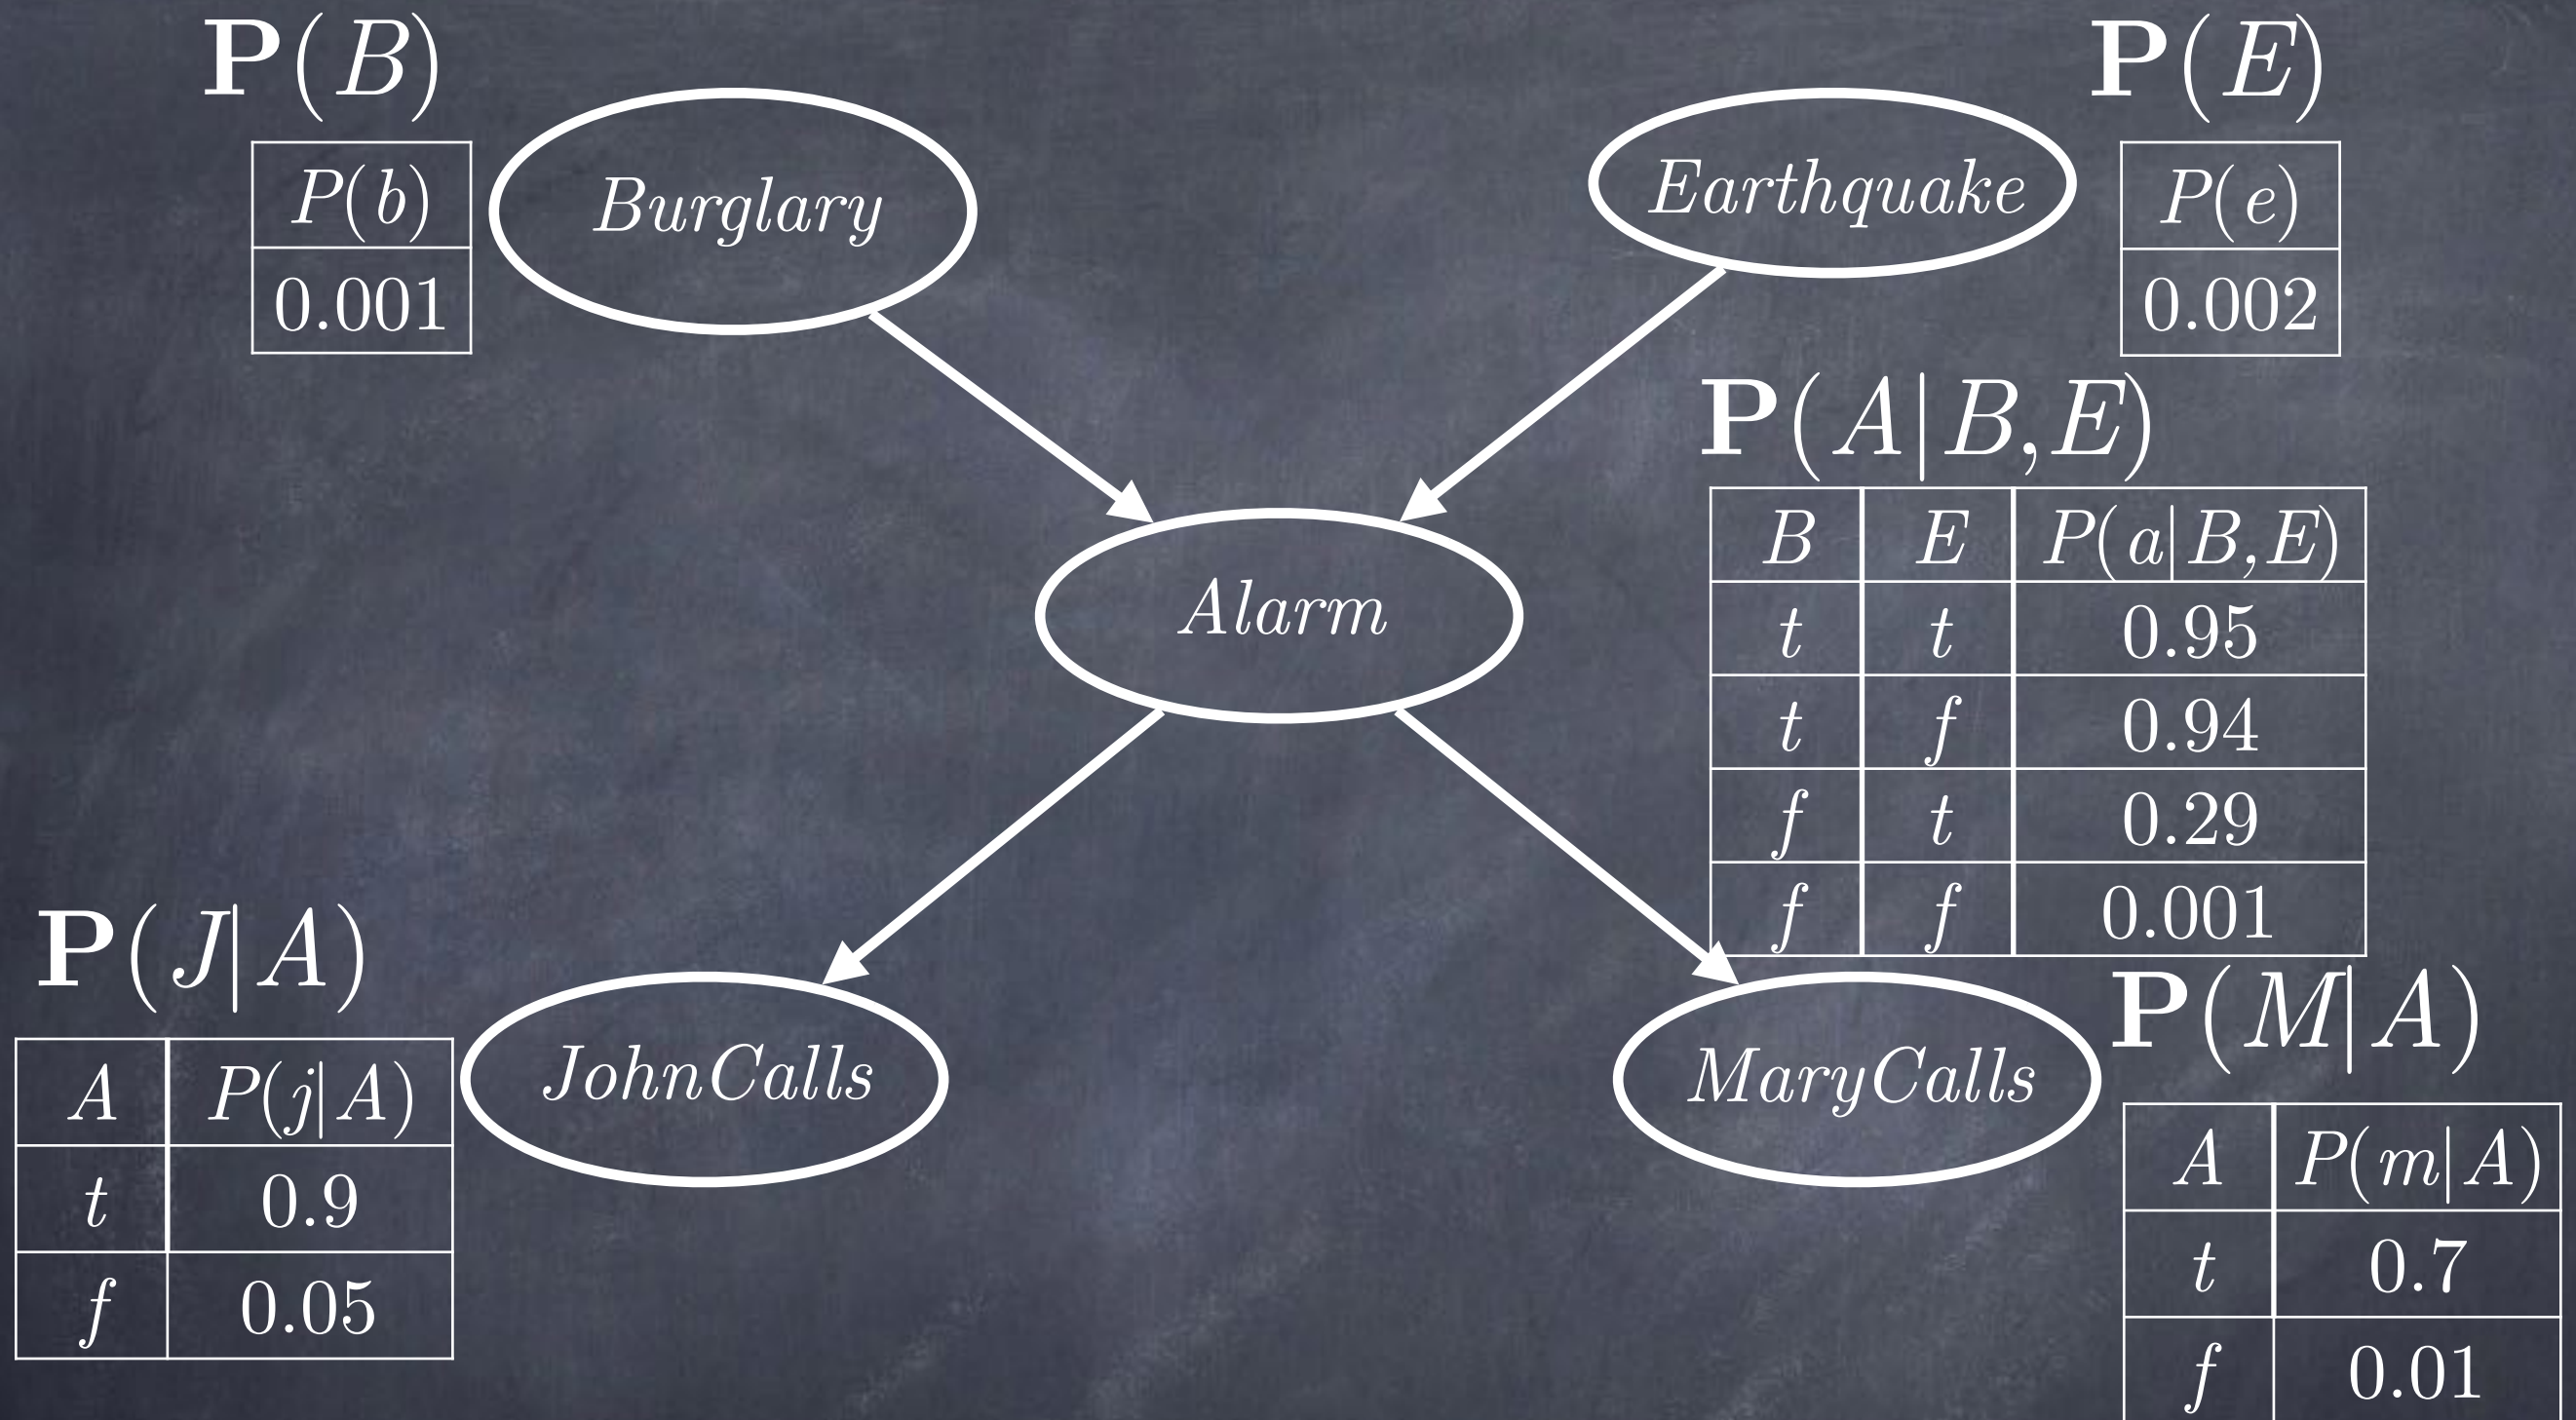 P(B)
P(b)
0.001
Burglary
Earthquake
P(E)
P(e)
0.002
P(A|B,E)
B E P(a|B,E)
t t 0.95
t f 0.94
f t 0.29
f f 0.001
Alarm
P(J|A)
A P(j|A)
t 0.9
f 0.05
JohnCalls
MaryCalls
P(M|A)
A P(m|A)
t 0.7
f 0.01